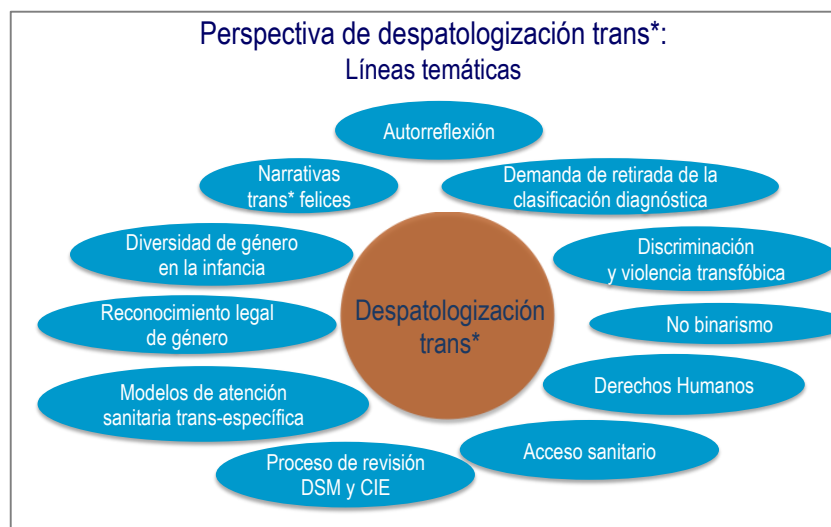 Perspectiva de despatologización trans*:
Líneas temáticas
Autorreflexión
Narrativas
trans* felices
Demanda de retirada de la
clasificación diagnóstica
Diversidad de género
en la infancia
Discriminación
y violencia transfóbica
Reconocimiento legal
de género
Despatologización
trans*
No binarismo
Modelos de atención
sanitaria trans-específica
Derechos Humanos
Proceso de revisión
DSM y CIE
Acceso sanitario